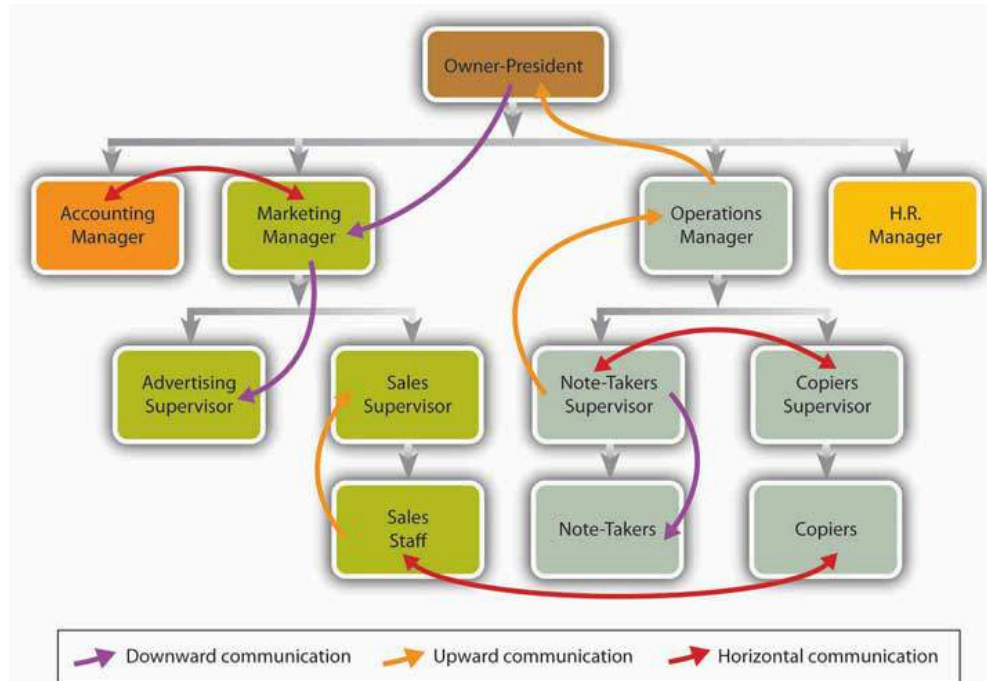 Owner-President
Accounting
Manager
Marketing
Manager
Operations
Manager
H.R.
Manager
Advertising
Supervisor
Sales
Supervisor
Note-Takers
Supervisor
Copiers
Supervisor
Sales
Staff
Note-Takers
Copiers
Downward communication
Upward communication
Horizontal communication